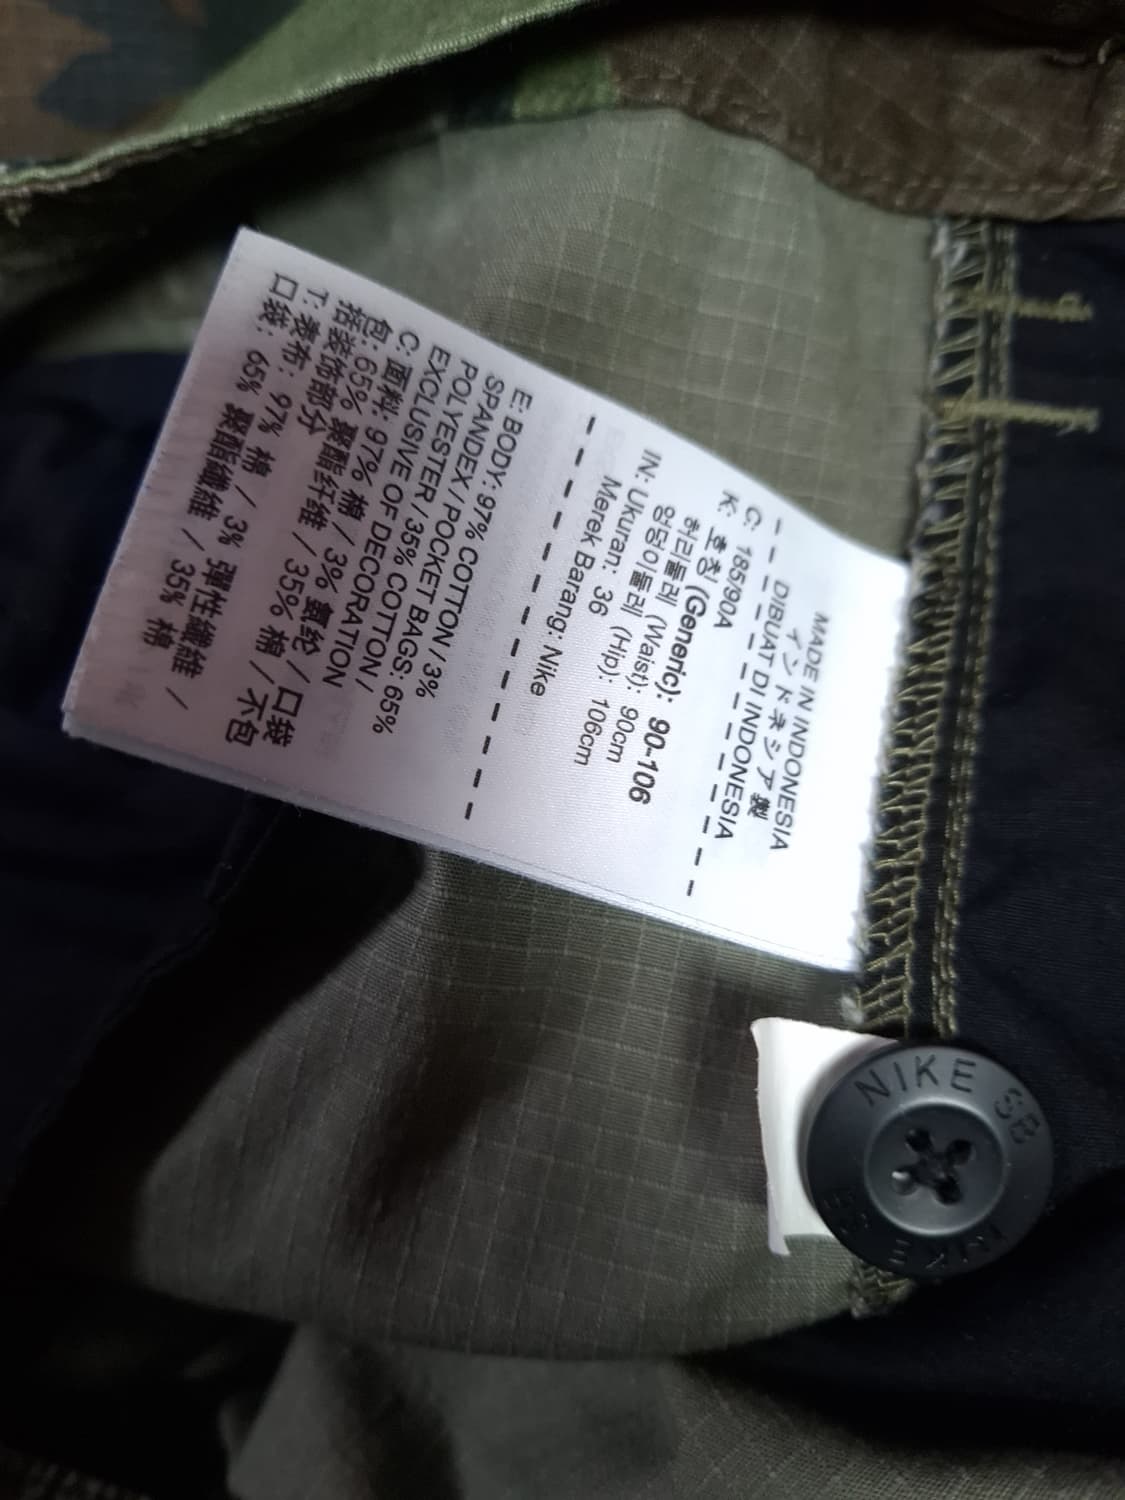 MADE IN INDONESIA
インドネシア製
DIBUAT DI INDONESIA
C: 185/90A
K: 호칭 (Generic): 90-106
허리둘레 (Waist): 90cm
엉덩이둘레 (Hip): 106cm
IN: Ukuran: 36
Merek Barang: Nike
E: BODY: 97% COTTON / 3%
SPANDEX / POCKET BAGS: 65%
POLYESTER / 35% COTTON /
EXCLUSIVE OF DECORATION
C: 面料: 97% 棉 / 3% 氨纶 / 口袋
包: 65% 聚酯纤维 / 35% 棉 / 不包
括装饰部分
T: 表布: 97% 棉 / 3% 彈性纖維 /
口袋: 65% 聚酯纖維 / 35% 棉
NIKE SB
NIKE SB